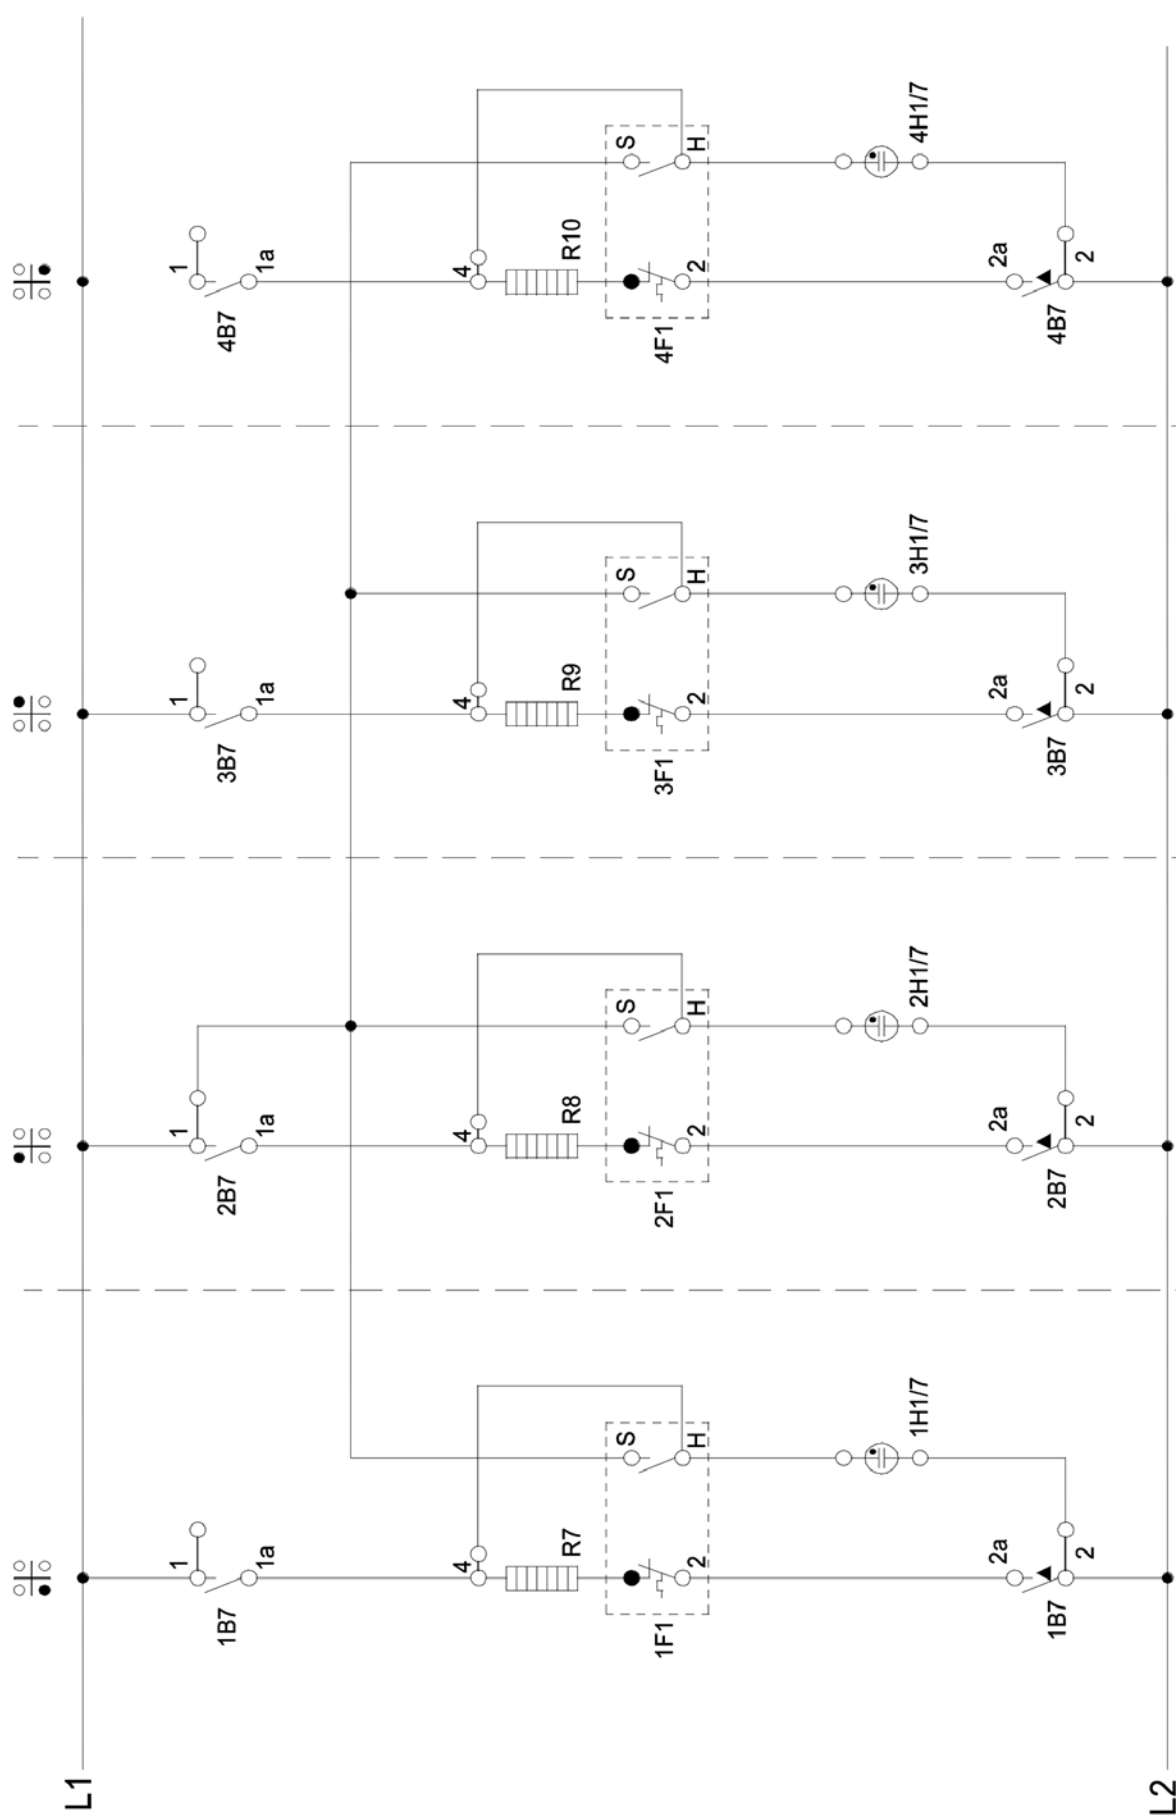 L1
1 1 1 1
1B7 2B7 3B7 4B7
1a 1a 1a 1a
4 4 4 4
R7 R8 R9 R10
S S S S
1F1 2F1 3F1 4F1
2 H 2 H 2 H 2 H
1H1/7 2H1/7 3H1/7 4H1/7
2a 2a 2a 2a
1B7 2B7 3B7 4B7
2 2 2 2
L2